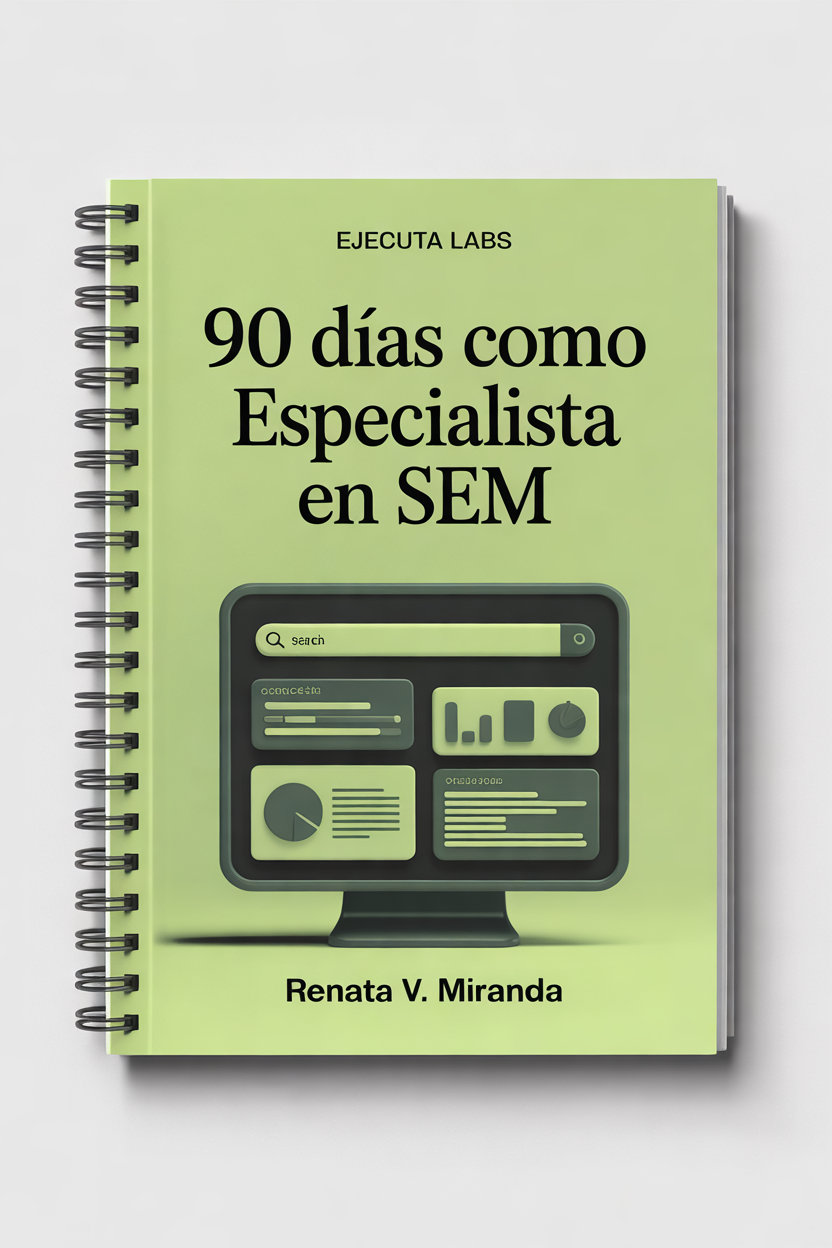 EJECUTA LABS
90 días como
Especialista
en SEM
search
Renata V. Miranda